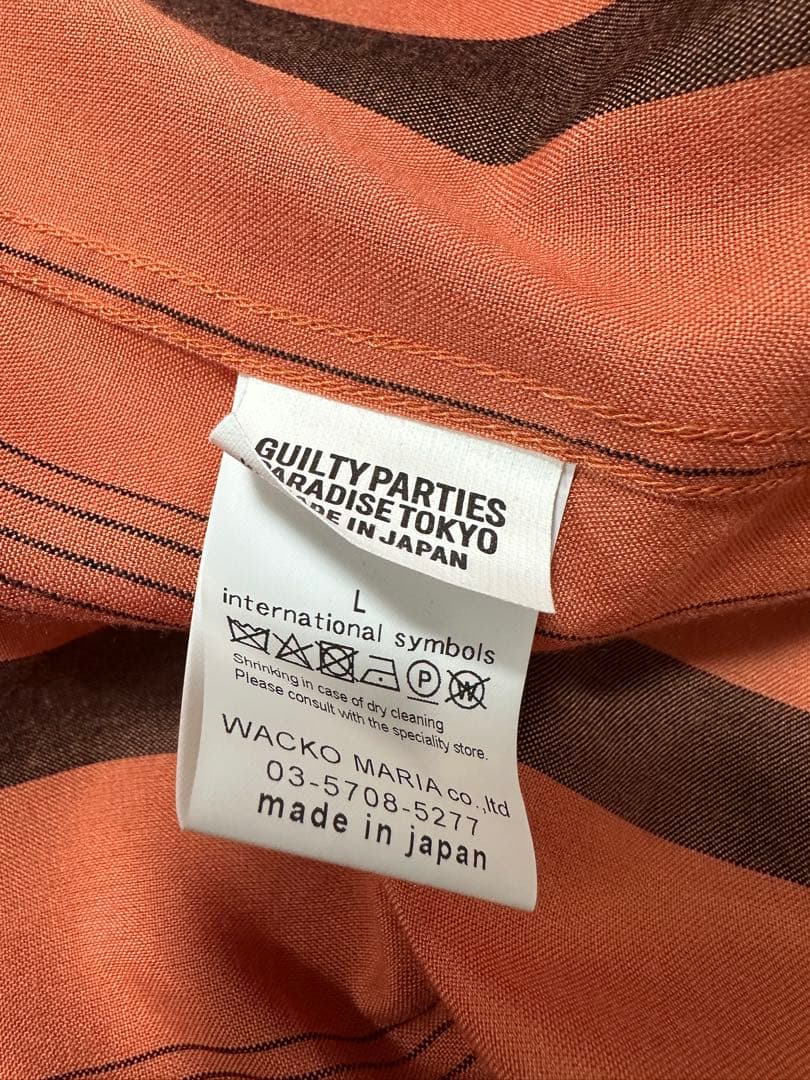 GUILTY PARTIES
PARADISE TOKYO
IN JAPAN
L
international symbols
P W
Shrinking in case of dry cleaning
Please consult with the speciality store.
WACKO MARIA co.,ltd
03-5708-5277
made in japan